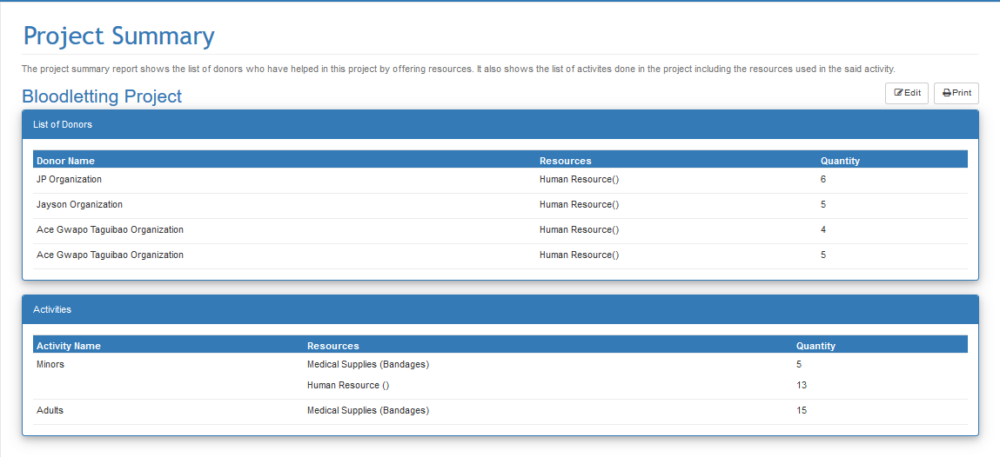 Project Summary
The project summary report shows the list of donors who have helped in this project by offering resources. It also shows the list of activites done in the project including the resources used in the said activity.
Bloodletting Project
Edit Print
List of Donors
Donor Name Resources Quantity
JP Organization Human Resource() 6
Jayson Organization Human Resource() 5
Ace Gwapo Taguibao Organization Human Resource() 4
Ace Gwapo Taguibao Organization Human Resource() 5
Activities
Activity Name Resources Quantity
Minors Medical Supplies (Bandages) 5
Human Resource () 13
Adults Medical Supplies (Bandages) 15